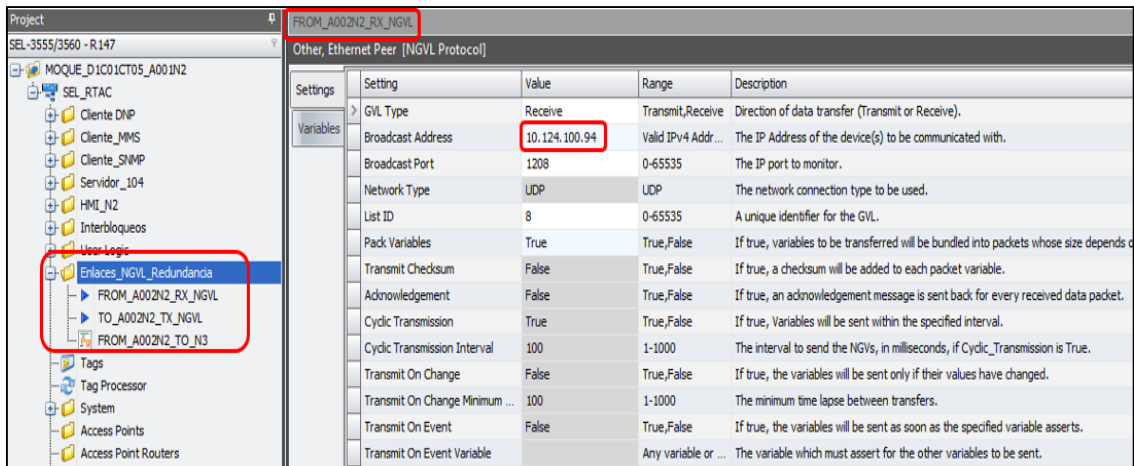 Project
SEL-3555/3560 - R147
MOQUE_D1C01CT05_A001N2
SEL_RTAC
Cliente DNP
Cliente_MMS
Cliente_SNMP
Servidor_104
HMI_N2
Interbloqueos
User Logic
Enlaces_NGVL_Redundancia
FROM_A002N2_RX_NGVL
TO_A002N2_TX_NGVL
FROM_A002N2_TO_N3
Tags
Tag Processor
System
Access Points
Access Point Routers
FROM_A002N2_RX_NGVL
Other, Ethernet Peer [NGVL Protocol]
Settings
Variables
Setting Value Range Description
GVL Type Receive Transmit,Receive Direction of data transfer (Transmit or Receive).
Broadcast Address 10.124.100.94 Valid IPv4 Addr... The IP Address of the device(s) to be communicated with.
Broadcast Port 1208 0-65535 The IP port to monitor.
Network Type UDP UDP The network connection type to be used.
List ID 8 0-65535 A unique identifier for the GVL.
Pack Variables True True,False If true, variables to be transferred will be bundled into packets whose size depends
Transmit Checksum False True,False If true, a checksum will be added to each packet variable.
Acknowledgement False True,False If true, an acknowledgement message is sent back for every received data packet.
Cyclic Transmission True True,False If true, Variables will be sent within the specified interval.
Cyclic Transmission Interval 100 1-1000 The interval to send the NGVs, in milliseconds, if Cyclic_Transmission is True.
Transmit On Change False True,False If true, the variables will be sent only if their values have changed.
Transmit On Change Minimum ... 100 1-1000 The minimum time lapse between transfers.
Transmit On Event False True,False If true, the variables will be sent as soon as the specified variable asserts.
Transmit On Event Variable Any variable or ... The variable which must assert for the other variables to be sent.